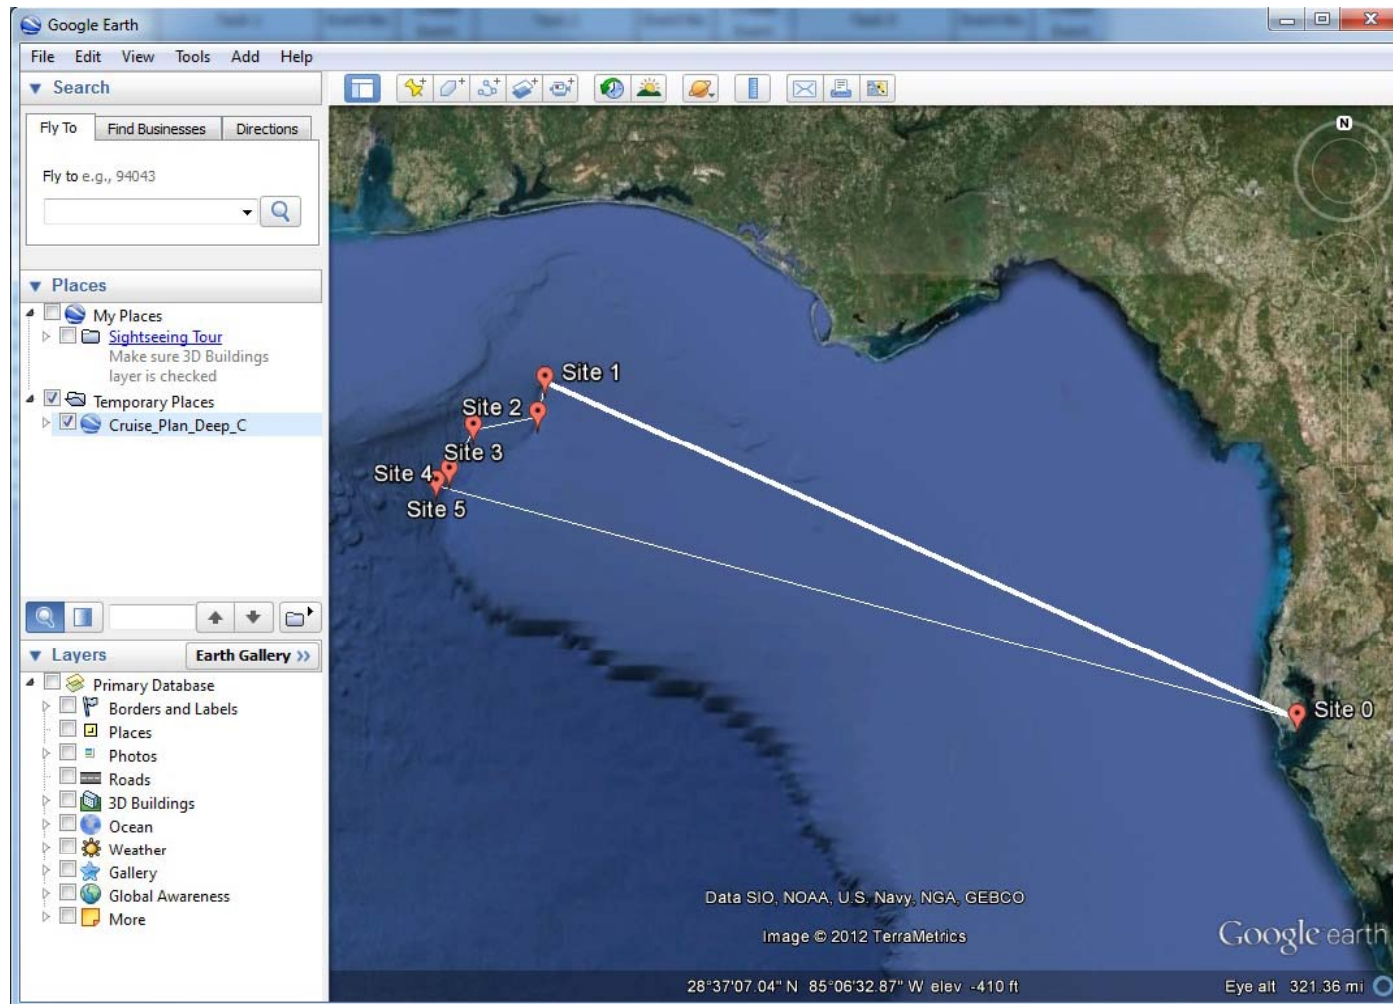 Google Earth
File Edit View Tools Add Help
Search
Fly To Find Businesses Directions
Fly to e.g., 94043
Places
My Places
Sightseeing Tour
Make sure 3D Buildings
layer is checked
Temporary Places
Cruise_Plan_Deep_C
Layers
Earth Gallery >>
Primary Database
Borders and Labels
Places
Photos
Roads
3D Buildings
Ocean
Weather
Gallery
Global Awareness
More
N
Site 1
Site 2
Site 3
Site 4
Site 5
Site 0
Data SIO, NOAA, U.S. Navy, NGA, GEBCO
Image © 2012 TerraMetrics
Google earth
28°37'07.04" N 85°06'32.87" W elev -410 ft
Eye alt 321.36 mi